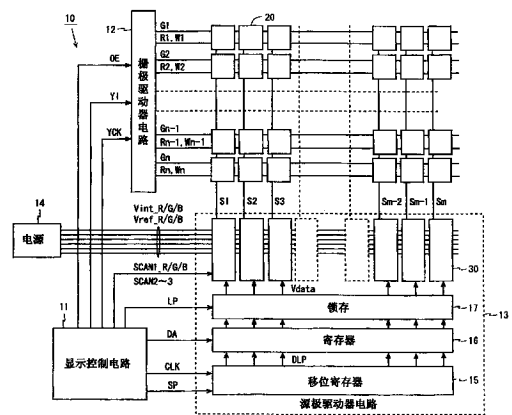 10
12
20
G1
R1,W1
G2
R2,W2
OE
栅极驱动器电路
YI
YCK
Gn-1
Rn-1,Wn-1
Gn
Rn,Wn
14
电源
Vint_R/G/B
Vref_R/G/B
S1
S2
S3
Sm-2
Sm-1
Sm
SCAN1_R/G/B
SCAN2~3
Vdata
30
11
LP
锁存
17
13
显示控制电路
DA
寄存器
16
DLP
CLK
移位寄存器
15
SP
源极驱动器电路